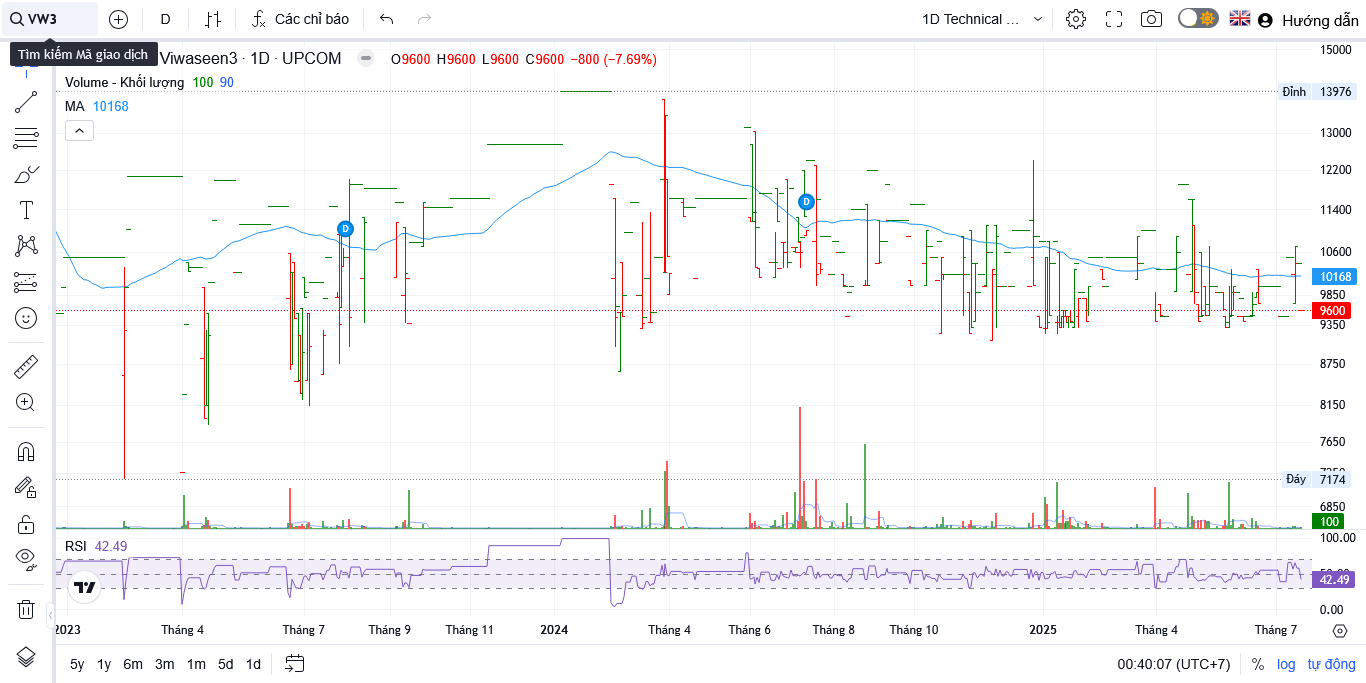 VW3
D
Các chỉ báo
1D Technical ...
Hướng dẫn
Tìm kiếm Mã giao dịch
Viwaseen3 · 1D · UPCOM
O9600 H9600 L9600 C9600 −800 (−7.69%)
Volume - Khối lượng 100 90
MA 10168
15000
Đỉnh 13976
13000
12200
11400
10600
10168
9850
9600
9350
8750
8150
7650
Đáy 7174
6850
100
D
D
RSI 42.49
100.00
42.49
0.00
2023
Tháng 4
Tháng 7
Tháng 9
Tháng 11
2024
Tháng 4
Tháng 6
Tháng 8
Tháng 10
2025
Tháng 4
Tháng 7
5y 1y 6m 3m 1m 5d 1d
00:40:07 (UTC+7)
% log tự động